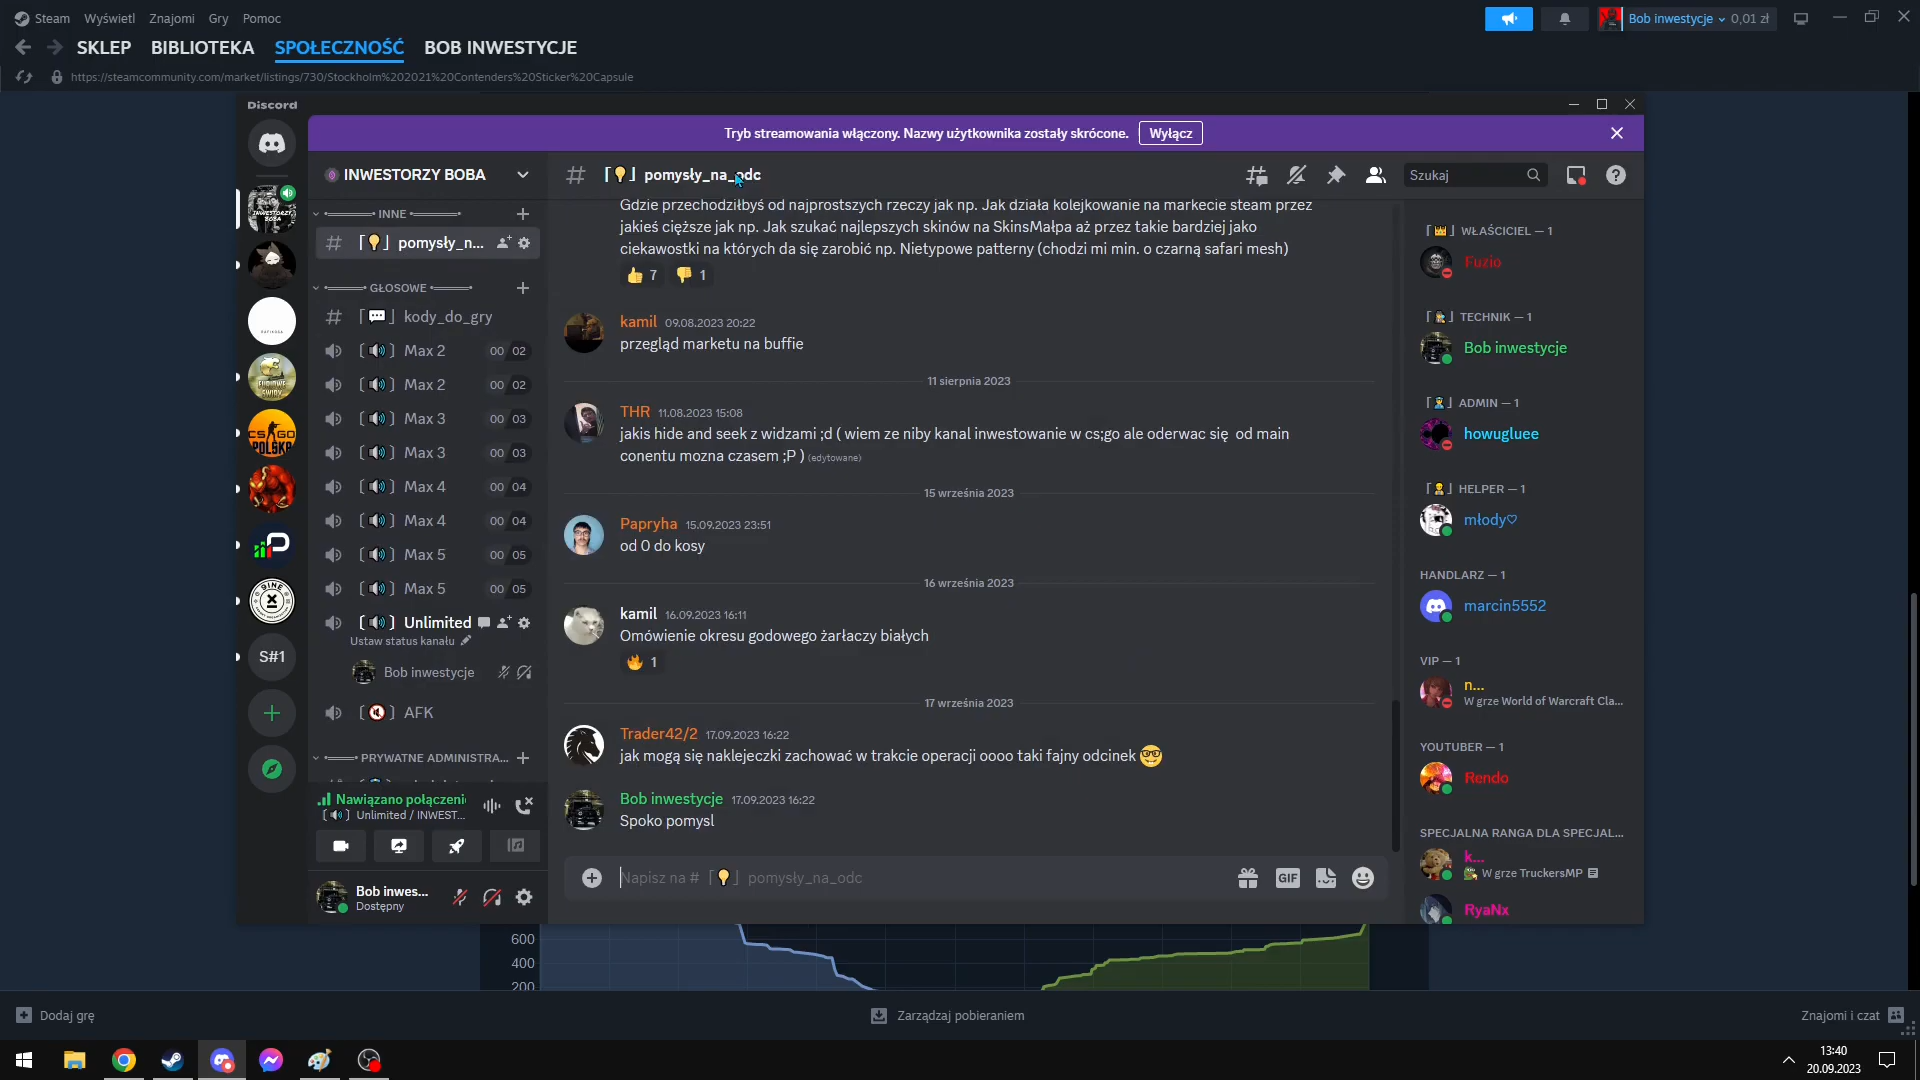 Steam Wyświetl Znajomi Gry Pomoc
Bob inwestycje 0,01 zł
SKLEP BIBLIOTEKA SPOŁECZNOŚĆ BOB INWESTYCJE
https://steamcommunity.com/market/listings/730/Stockholm%202021%20Contenders%20Sticker%20Capsule
Discord
Tryb streamowania włączony. Nazwy użytkownika zostały skrócone. Wyłącz
INWESTORZY BOBA
INNE
pomysły_n...
GŁOSOWE
kody_do_gry
Max 2 00 02
Max 2 00 02
Max 3 00 03
Max 3 00 03
Max 4 00 04
Max 4 00 04
Max 5 00 05
Max 5 00 05
Unlimited
Ustaw status kanału
Bob inwestycje
AFK
PRYWATNE ADMINISTRA...
Nawiązano połączeni
Unlimited / INWEST...
Bob inwes...
Dostępny
INWESTORZY BOBA
CS:GO POLSKA
S#1
# pomysły_na_odc
Szukaj
Gdzie przechodziłbyś od najprostszych rzeczy jak np. Jak działa kolejkowanie na markecie steam przez
jakieś cięższe jak np. Jak szukać najlepszych skinów na SkinsMałpa aż przez takie bardziej jako
ciekawostki na których da się zarobić np. Nietypowe patterny (chodzi mi min. o czarną safari mesh)
7 1
kamil 09.08.2023 20:22
przegląd marketu na buffie
11 sierpnia 2023
THR 11.08.2023 15:08
jakis hide and seek z widzami ;d ( wiem ze niby kanal inwestowanie w cs;go ale oderwac się od main
conentu mozna czasem ;P ) (edytowane)
15 września 2023
Papryha 15.09.2023 23:51
od 0 do kosy
16 września 2023
kamil 16.09.2023 16:11
Omówienie okresu godowego żarłaczy białych
1
17 września 2023
Trader42/2 17.09.2023 16:22
jak mogą się naklejeczki zachować w trakcie operacji oooo taki fajny odcinek
Bob inwestycje 17.09.2023 16:22
Spoko pomysl
Napisz na # pomysły_na_odc
GIF
WŁAŚCICIEL — 1
Fuzio
TECHNIK — 1
Bob inwestycje
ADMIN — 1
howugluee
HELPER — 1
młody♡
HANDLARZ — 1
marcin5552
VIP — 1
n...
W grze World of Warcraft Cla...
YOUTUBER — 1
Rendo
SPECJALNA RANGA DLA SPECJAL...
k...
W grze TruckersMP
RyaNx
600
400
200
Dodaj grę
Zarządzaj pobieraniem
Znajomi i czat
13:40
20.09.2023